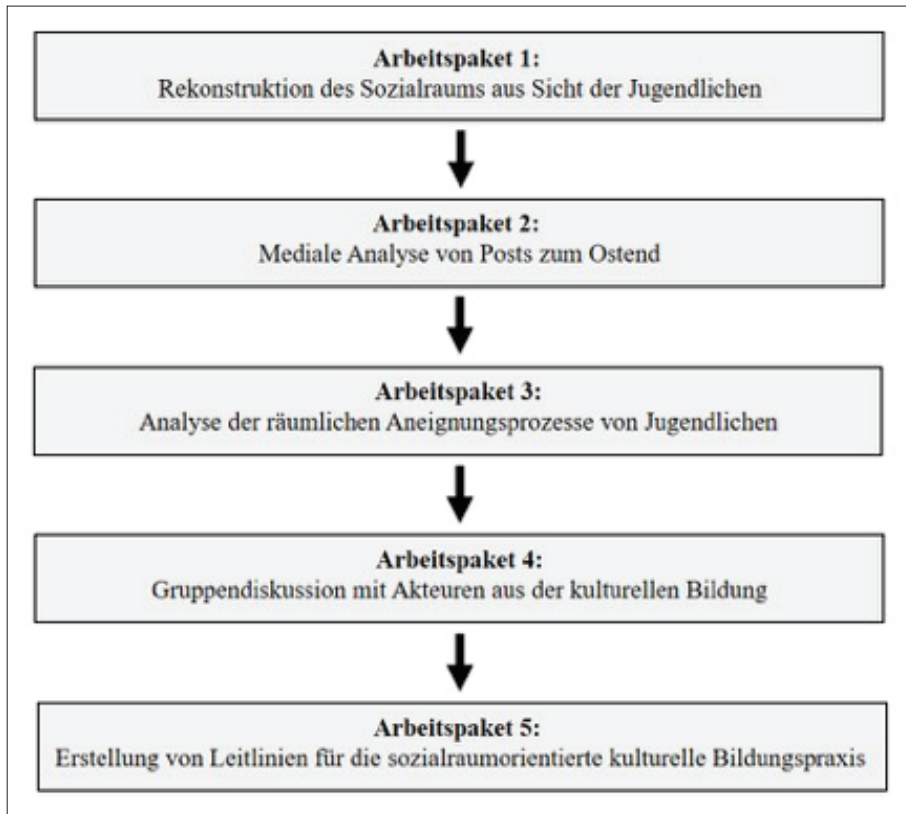 Arbeitspaket 1:
Rekonstruktion des Sozialraums aus Sicht der Jugendlichen
Arbeitspaket 2:
Mediale Analyse von Posts zum Ostend
Arbeitspaket 3:
Analyse der räumlichen Aneignungsprozesse von Jugendlichen
Arbeitspaket 4:
Gruppendiskussion mit Akteuren aus der kulturellen Bildung
Arbeitspaket 5:
Erstellung von Leitlinien für die sozialraumorientierte kulturelle Bildungspraxis